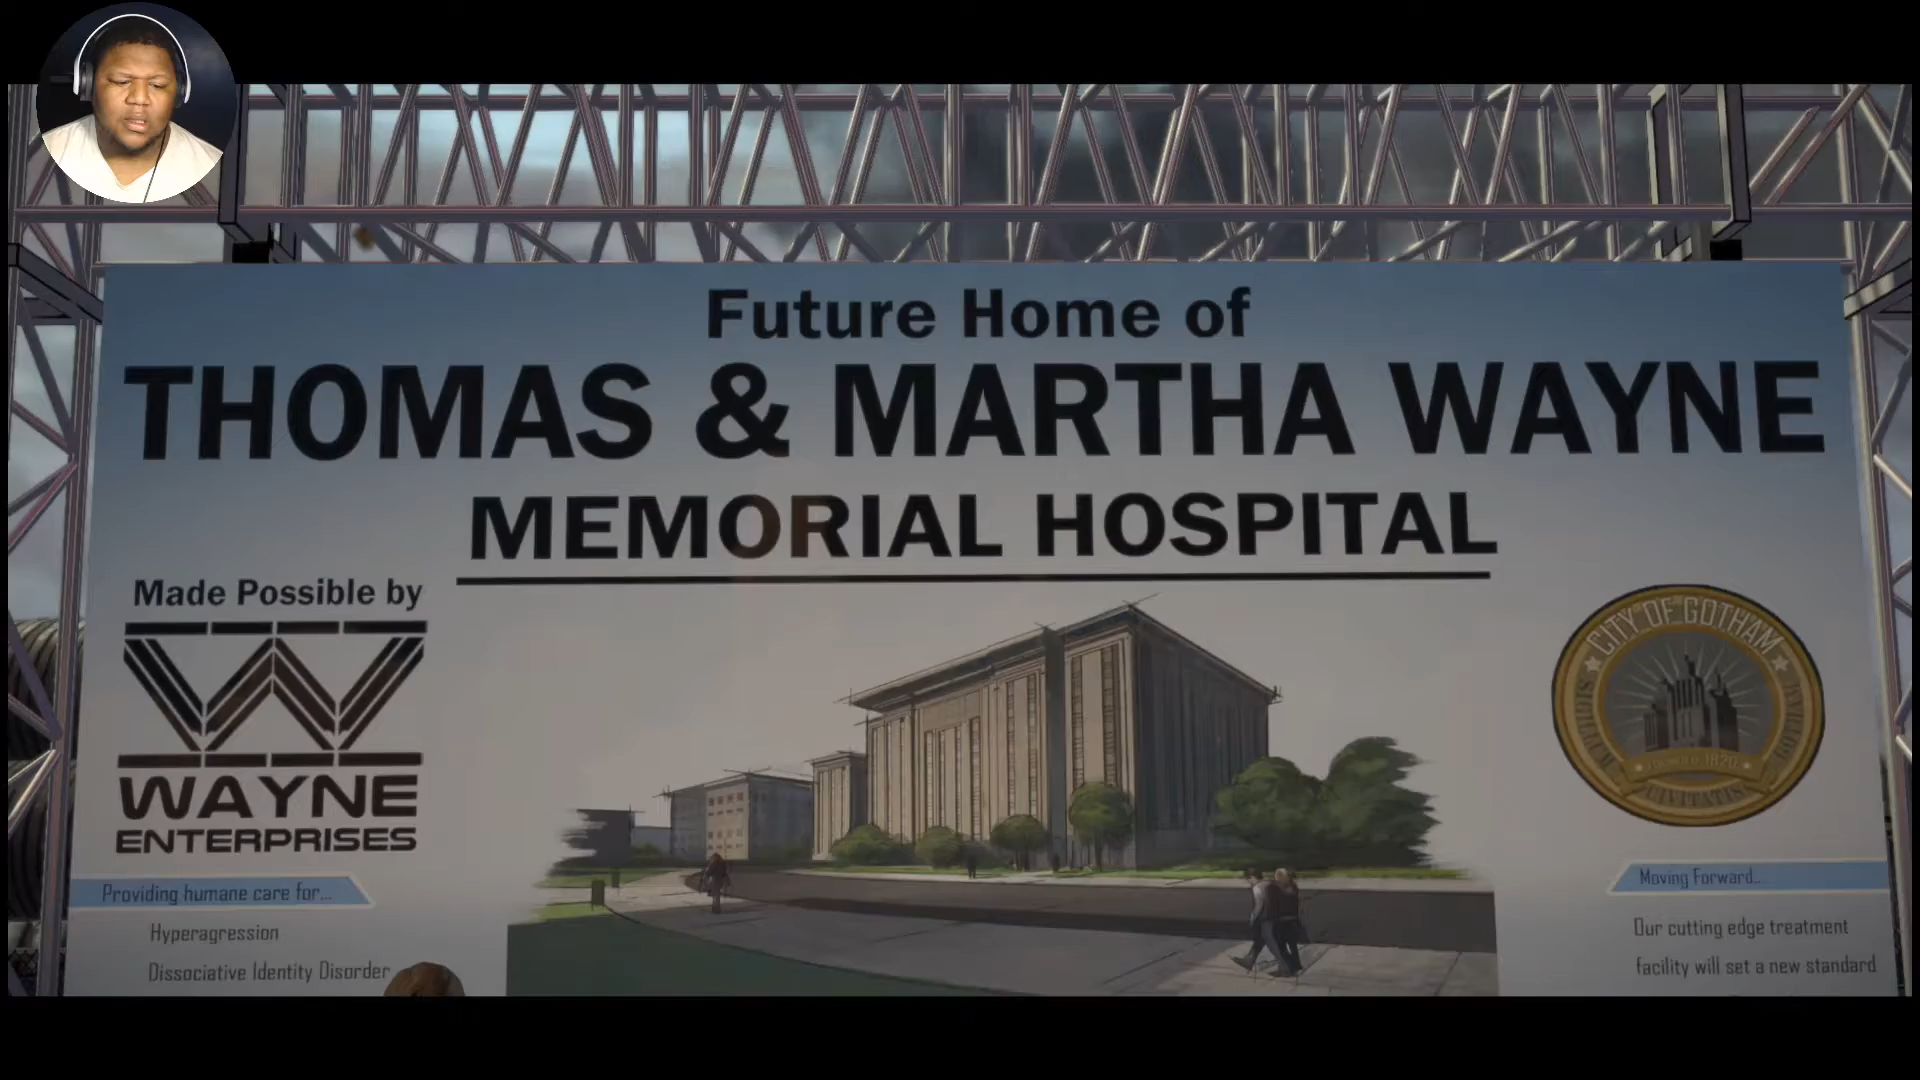 Future Home of
THOMAS & MARTHA WAYNE
MEMORIAL HOSPITAL
Made Possible by
WAYNE
ENTERPRISES
CITY OF GOTHAM
CIVITATIS
Providing humane care for...
Hyperagression
Dissociative Identity Disorder
Moving Forward...
Our cutting edge treatment
facility will set a new standard